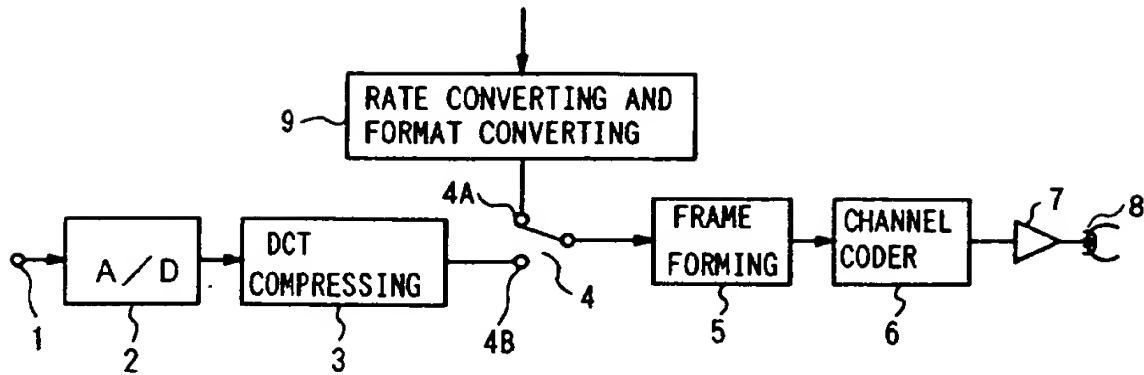 9
RATE CONVERTING AND
FORMAT CONVERTING
4A
FRAME
FORMING
CHANNEL
CODER
7
8
A/D
DCT
COMPRESSING
4
5
6
1
2
3
4B